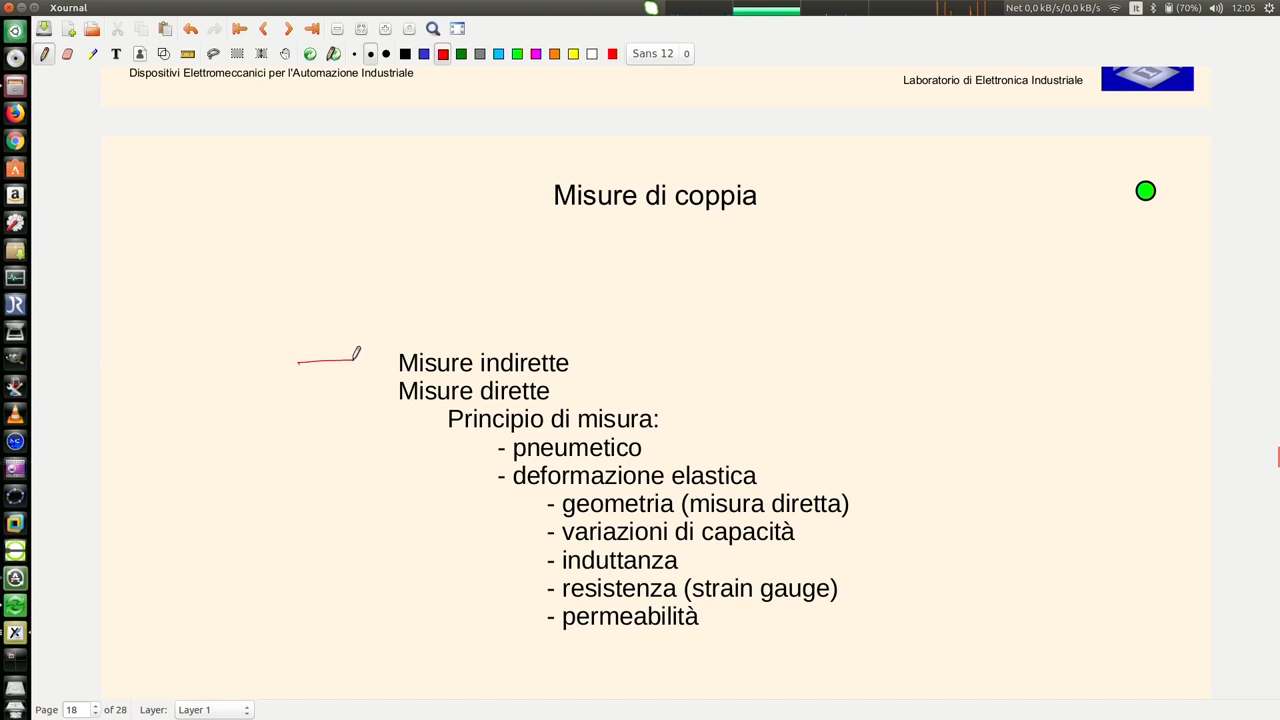 Xournal
Net 0,0 kB/s/0,0 kB/s
It
(70%)
12:05
T
Sans 12
0
Dispositivi Elettromeccanici per l'Automazione Industriale
Laboratorio di Elettronica Industriale
Misure di coppia
Misure indirette
Misure dirette
Principio di misura:
- pneumetico
- deformazione elastica
- geometria (misura diretta)
- variazioni di capacità
- induttanza
- resistenza (strain gauge)
- permeabilità
Page 18 of 28 Layer: Layer 1